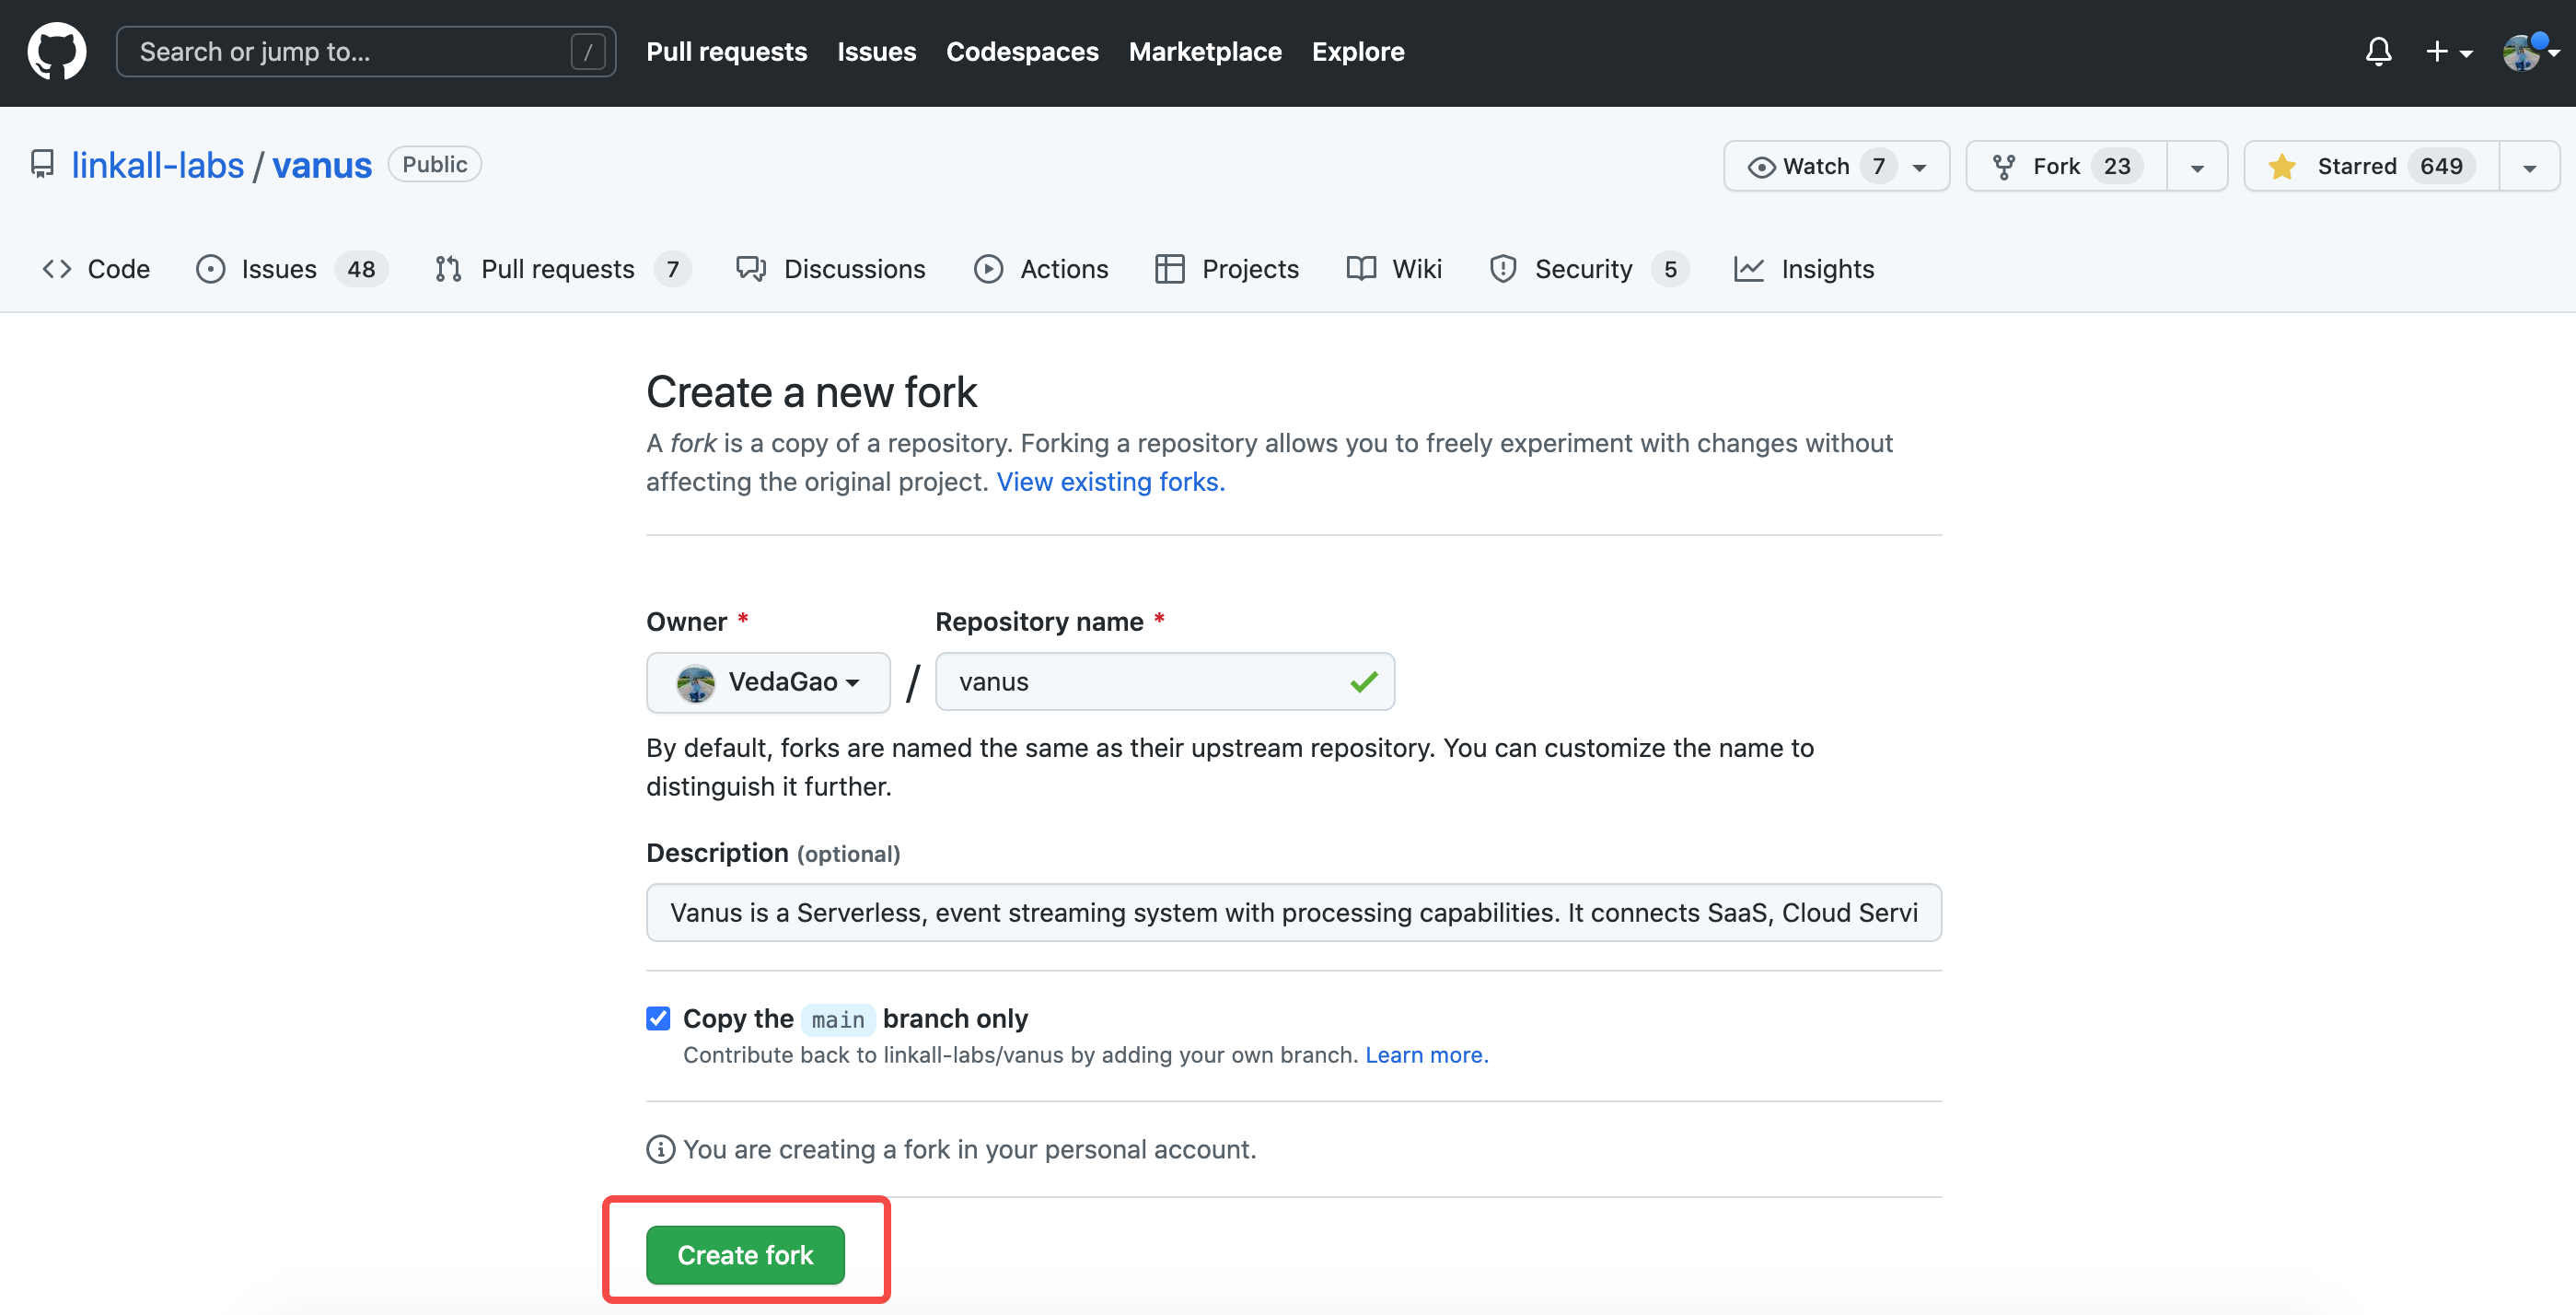 Search or jump to... / Pull requests Issues Codespaces Marketplace Explore
linkall-labs / vanus Public Watch 7 Fork 23 Starred 649
Code Issues 48 Pull requests 7 Discussions Actions Projects Wiki Security 5 Insights
Create a new fork
A fork is a copy of a repository. Forking a repository allows you to freely experiment with changes without
affecting the original project. View existing forks.
Owner * Repository name *
VedaGao / vanus
By default, forks are named the same as their upstream repository. You can customize the name to
distinguish it further.
Description (optional)
Vanus is a Serverless, event streaming system with processing capabilities. It connects SaaS, Cloud Servi
Copy the main branch only
Contribute back to linkall-labs/vanus by adding your own branch. Learn more.
You are creating a fork in your personal account.
Create fork